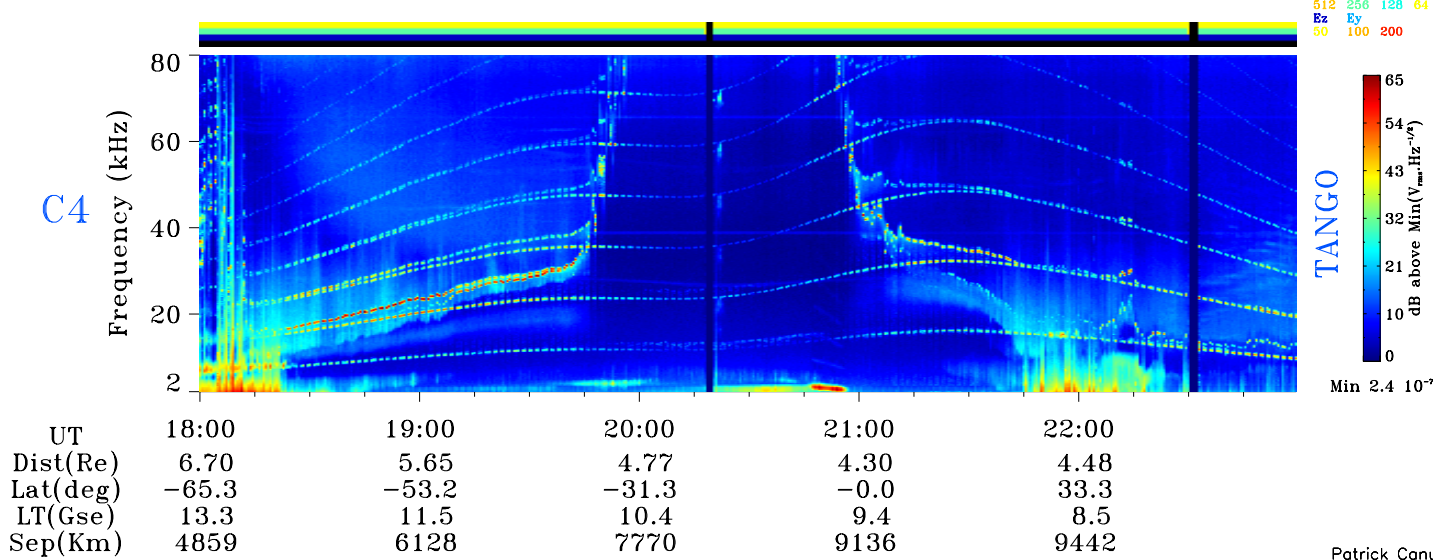 512 256 128 64
Ez Ey
50 100 200
80
60
40
20
2
Frequency (kHz)
C4
TANGO
65
54
43
32
21
10
0
dB above Min(Vrms.Hz-1/2)
Min 2.4 10-7
UT 18:00 19:00 20:00 21:00 22:00
Dist(Re) 6.70 5.65 4.77 4.30 4.48
Lat(deg) −65.3 −53.2 −31.3 −0.0 33.3
LT(Gse) 13.3 11.5 10.4 9.4 8.5
Sep(Km) 4859 6128 7770 9136 9442
Patrick Canu